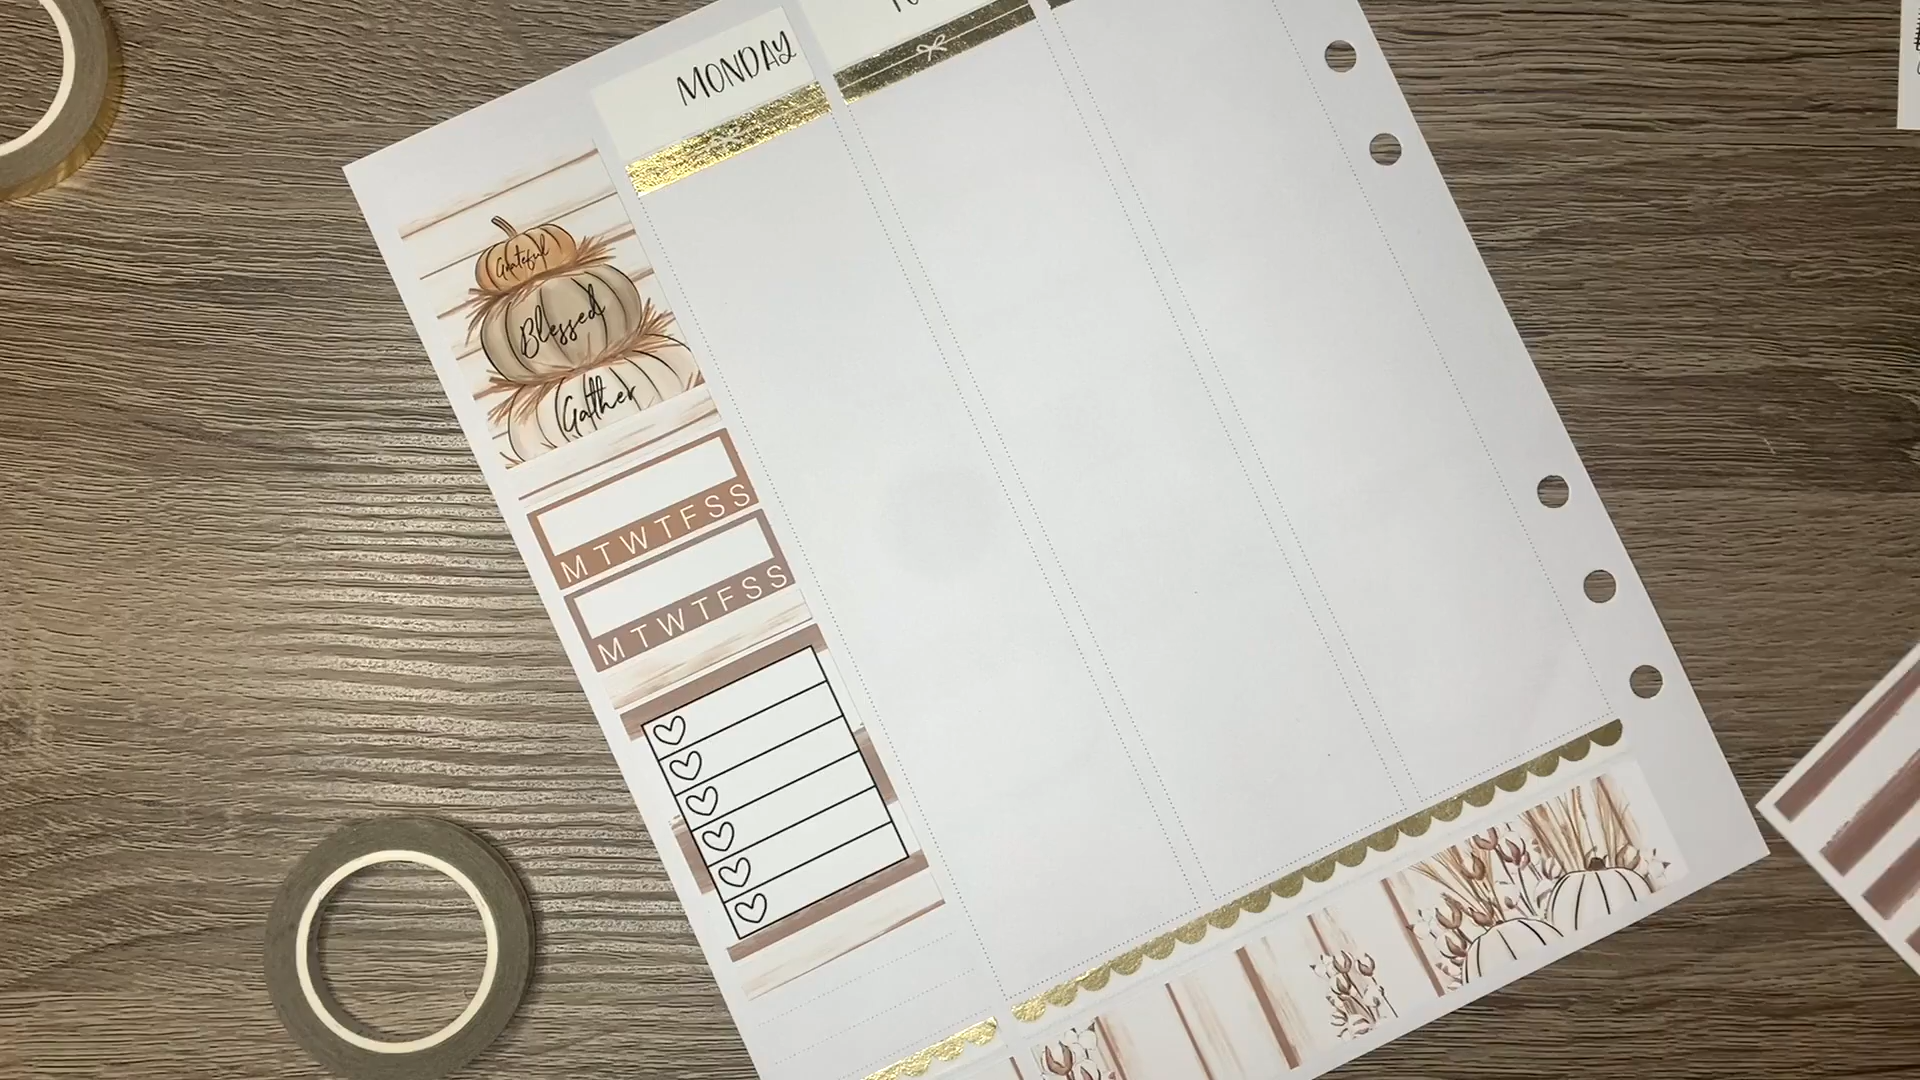 MONDAY
Grateful
Blessed
Gather
M T W T F S S
M T W T F S S